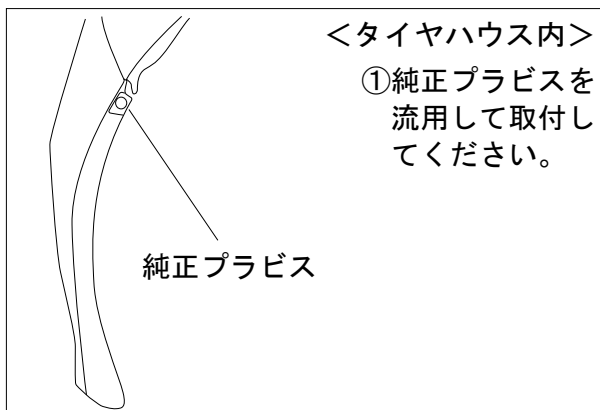 ＜タイヤハウス内＞
①純正プラビスを
流用して取付し
てください。
純正プラビス